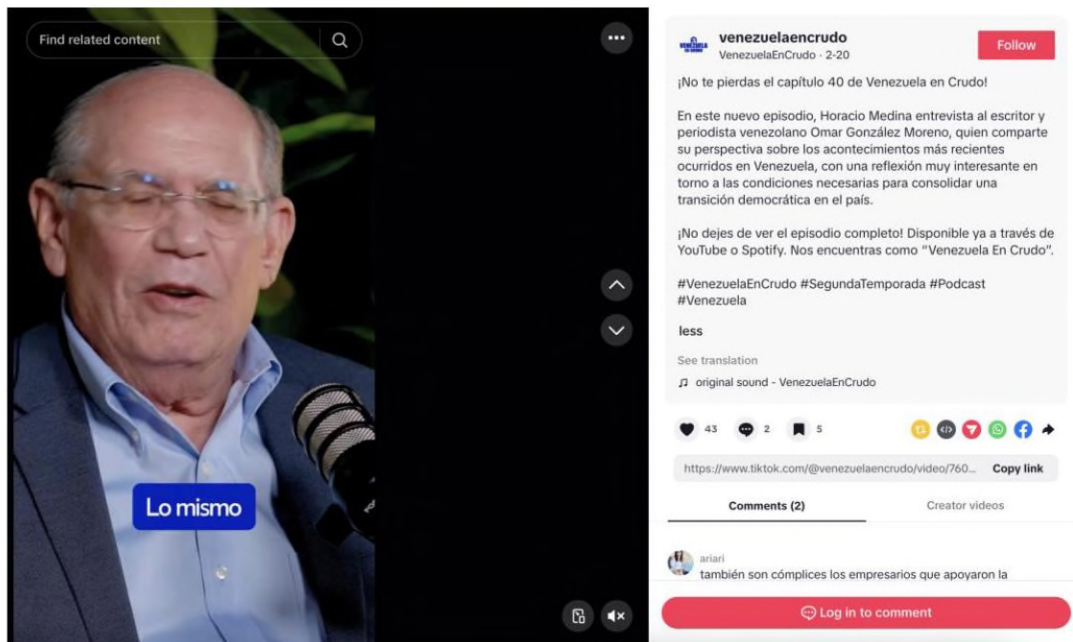 Find related content
Lo mismo
VENEZUELA
EN CRUDO
venezuelaencrudo
VenezuelaEnCrudo · 2-20
Follow
¡No te pierdas el capítulo 40 de Venezuela en Crudo!
En este nuevo episodio, Horacio Medina entrevista al escritor y
periodista venezolano Omar González Moreno, quien comparte
su perspectiva sobre los acontecimientos más recientes
ocurridos en Venezuela, con una reflexión muy interesante en
torno a las condiciones necesarias para consolidar una
transición democrática en el país.
¡No dejes de ver el episodio completo! Disponible ya a través de
YouTube o Spotify. Nos encuentras como “Venezuela En Crudo”.
#VenezuelaEnCrudo #SegundaTemporada #Podcast
#Venezuela
less
See translation
original sound - VenezuelaEnCrudo
43
2
5
https://www.tiktok.com/@venezuelaencrudo/video/760...
Copy link
Comments (2)
Creator videos
ariari
también son cómplices los empresarios que apoyaron la
Log in to comment